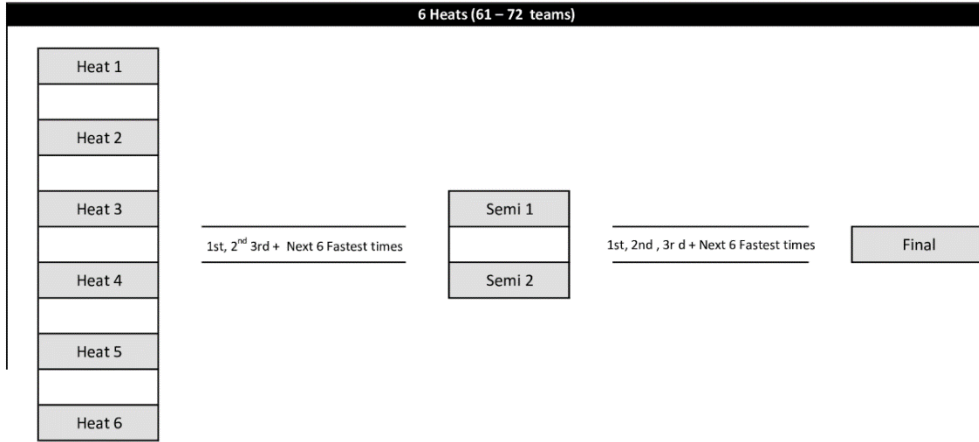 6 Heats (61 – 72 teams)
Heat 1
Heat 2
Heat 3
Heat 4
Heat 5
Heat 6
1st, 2nd 3rd + Next 6 Fastest times
Semi 1
Semi 2
1st, 2nd , 3r d + Next 6 Fastest times
Final